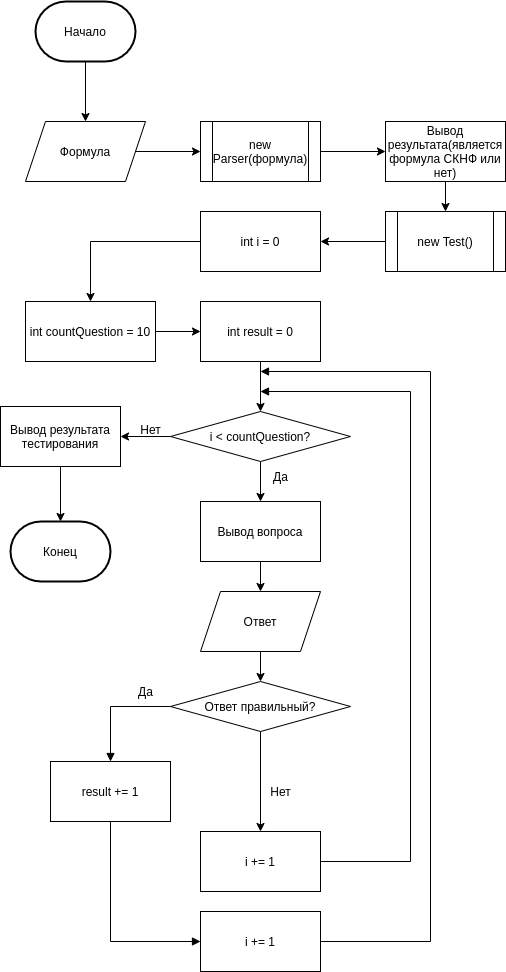 Начало
Формула
new
Parser(формула)
Вывод
результата(является
формула СКНФ или
нет)
int i = 0
new Test()
int countQuestion = 10
int result = 0
i < countQuestion?
Нет
Вывод результата
тестирования
Да
Вывод вопроса
Конец
Ответ
Да
Ответ правильный?
result += 1
Нет
i += 1
i += 1